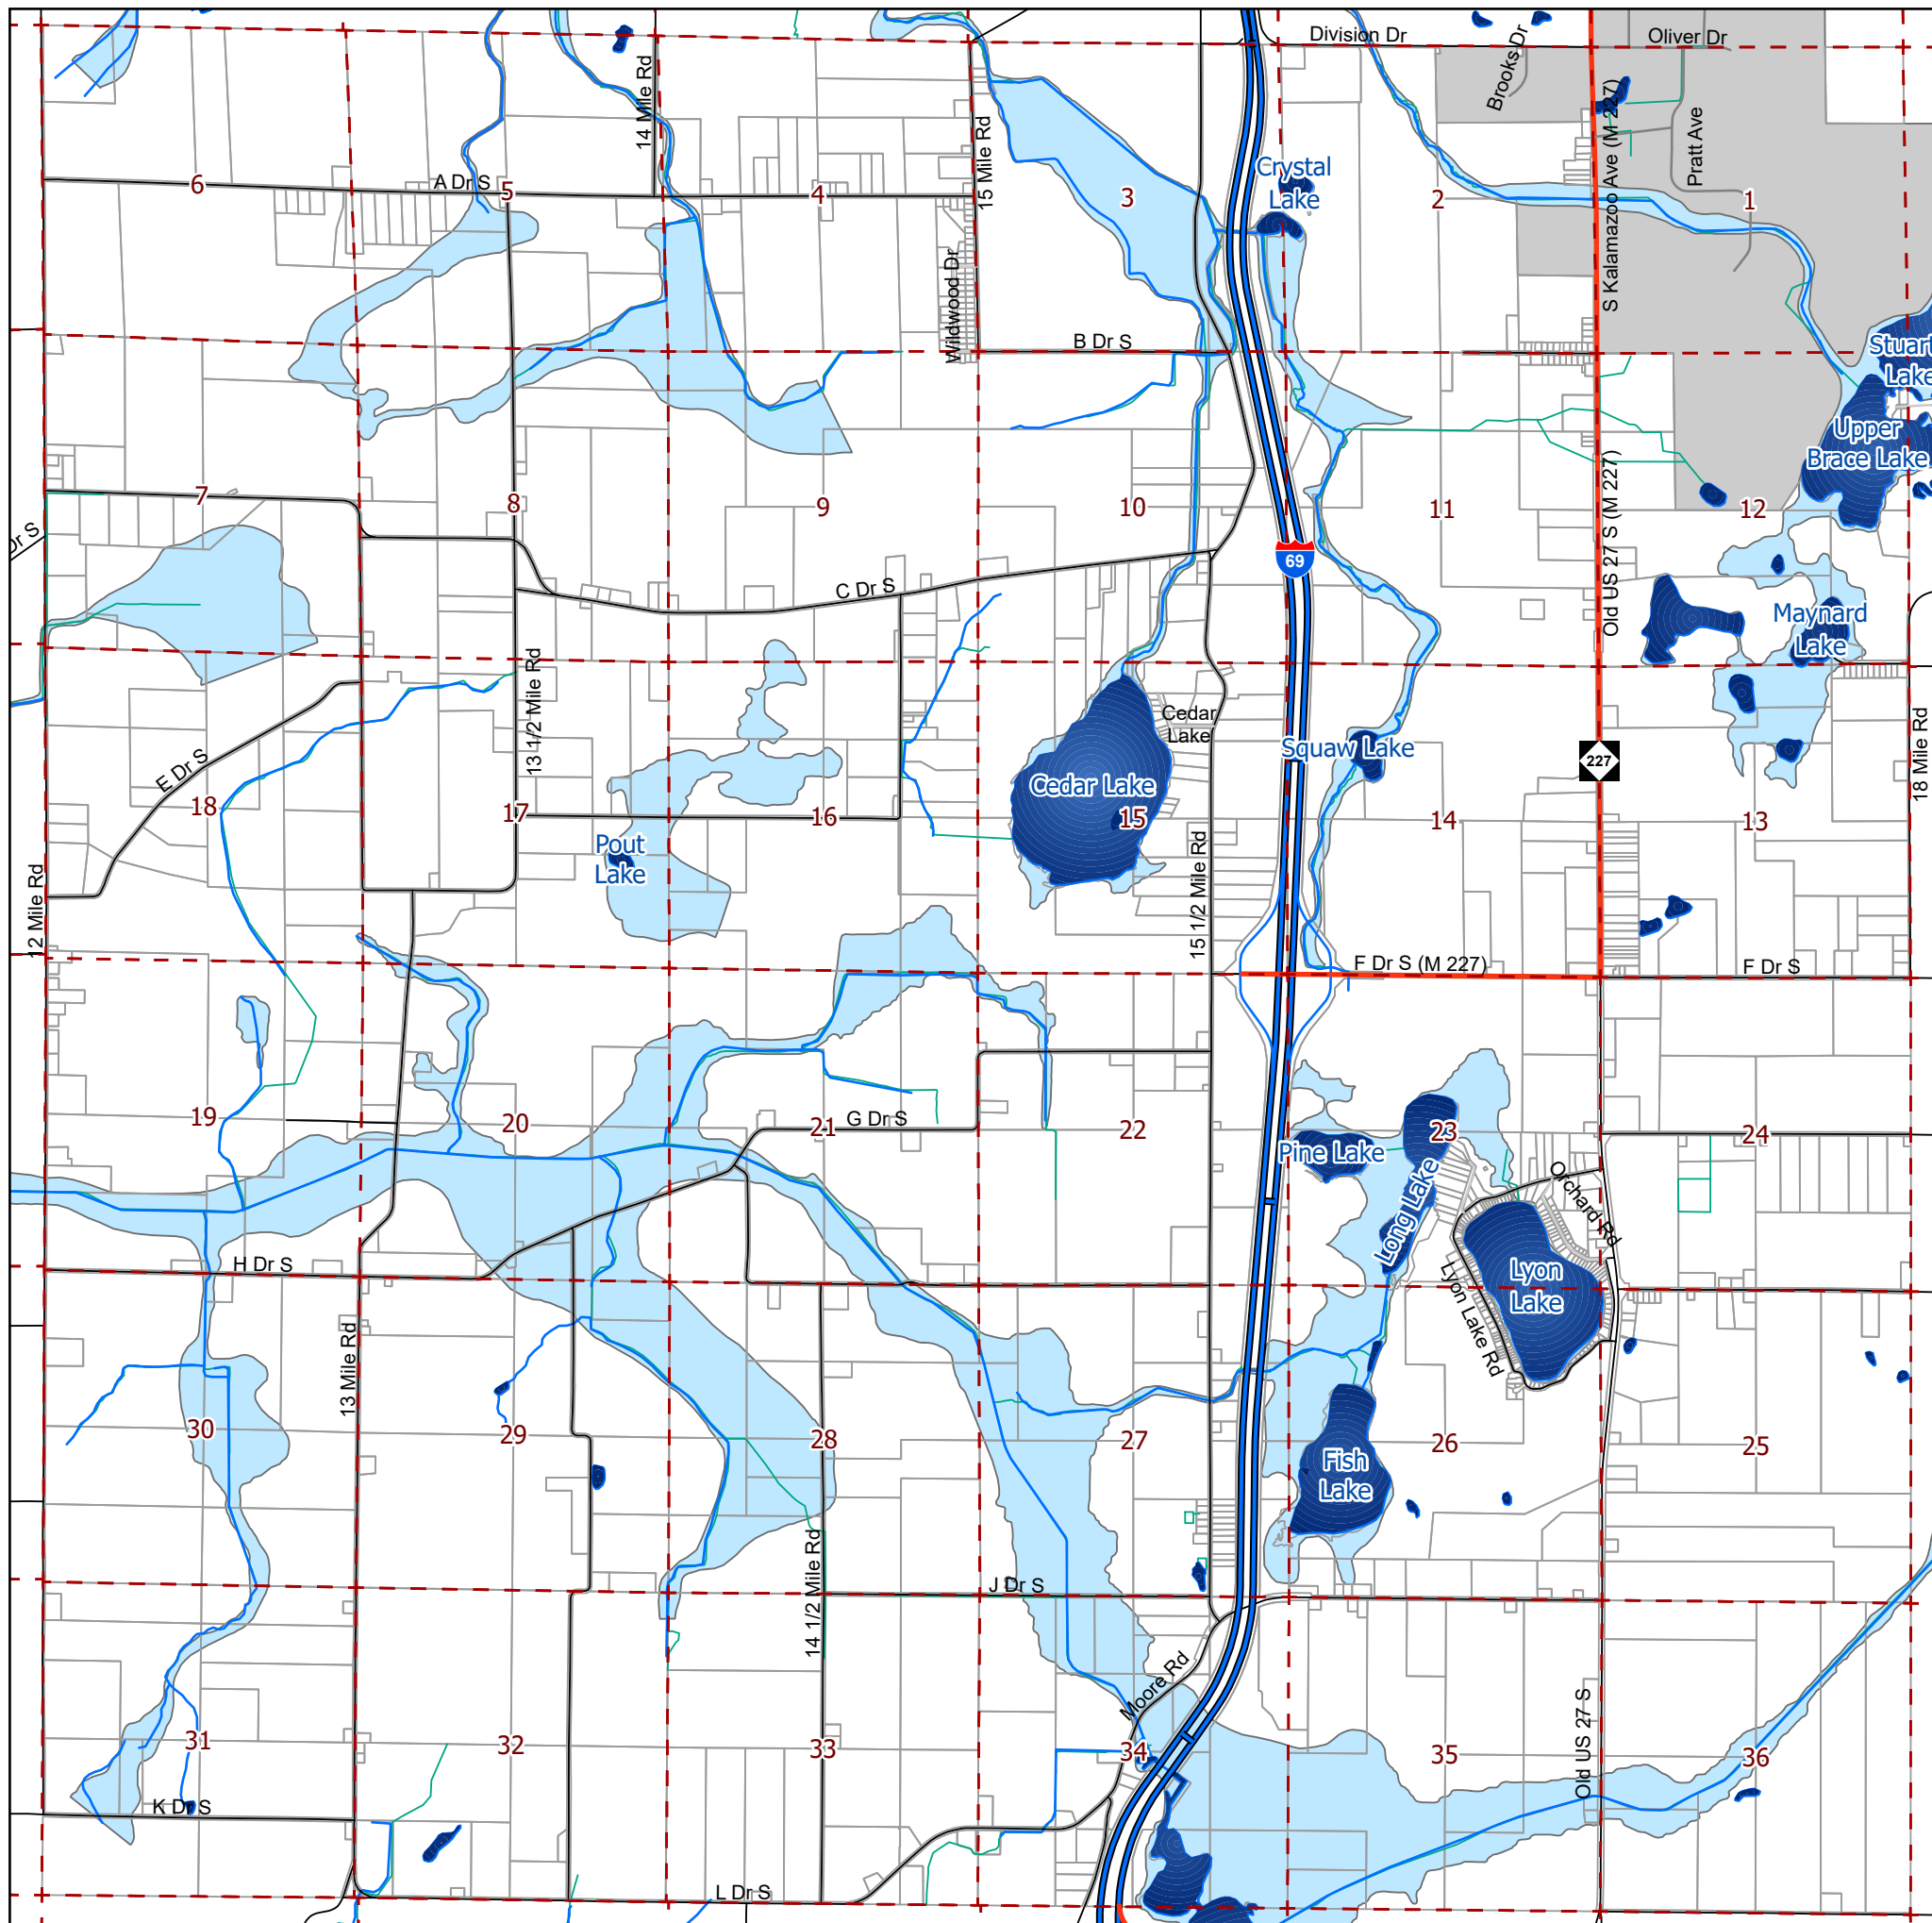 Division Dr
Oliver Dr
Brooks Dr
14 Mile Rd
S Kalamazoo Ave (M 227)
Pratt Ave
15 Mile Rd
Crystal
Lake
6
A Dr S
5
4
3
2
1
Wildwood Dr
B Dr S
Stuart
Lake
Upper
Brace Lake
7
8
9
10
11
12
Dr S
Old US 27 S (M 227)
69
C Dr S
Maynard
Lake
13 1/2 Mile Rd
Cedar
Lake
Squaw Lake
227
18 Mile Rd
E Dr S
Cedar Lake
18
17
16
15
14
13
Pout
Lake
12 Mile Rd
15 1/2 Mile Rd
F Dr S (M 227)
F Dr S
19
20
21
G Dr S
22
23
24
Pine Lake
Long Lake
Orchard Rd
H Dr S
Lyon
Lake
Lyon Lake Rd
13 Mile Rd
30
29
28
27
26
25
Fish
Lake
14 1/2 Mile Rd
J Dr S
Moore Rd
31
32
33
34
35
36
Old US 27 S
K Dr S
L Dr S